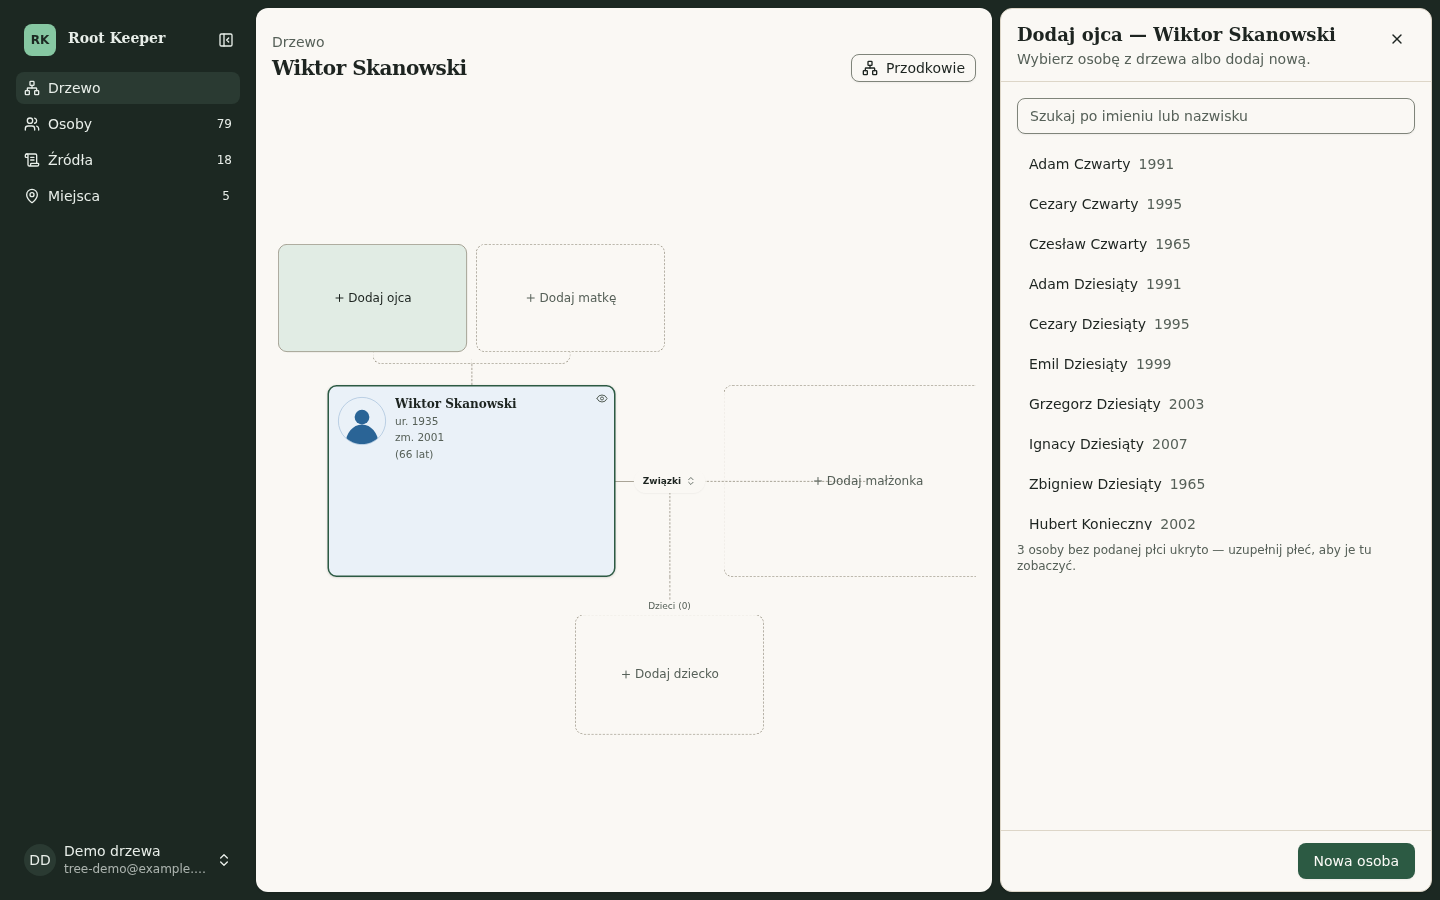 RK
Root Keeper
Drzewo
Osoby 79
Źródła 18
Miejsca 5
DD
Demo drzewa
tree-demo@example....
Drzewo
Wiktor Skanowski
Przodkowie
+ Dodaj ojca
+ Dodaj matkę
Wiktor Skanowski
ur. 1935
zm. 2001
(66 lat)
Związki
+ Dodaj małżonka
Dzieci (0)
+ Dodaj dziecko
Dodaj ojca — Wiktor Skanowski
Wybierz osobę z drzewa albo dodaj nową.
Szukaj po imieniu lub nazwisku
Adam Czwarty 1991
Cezary Czwarty 1995
Czesław Czwarty 1965
Adam Dziesiąty 1991
Cezary Dziesiąty 1995
Emil Dziesiąty 1999
Grzegorz Dziesiąty 2003
Ignacy Dziesiąty 2007
Zbigniew Dziesiąty 1965
Hubert Konieczny 2002
3 osoby bez podanej płci ukryto — uzupełnij płeć, aby je tu
zobaczyć.
Nowa osoba